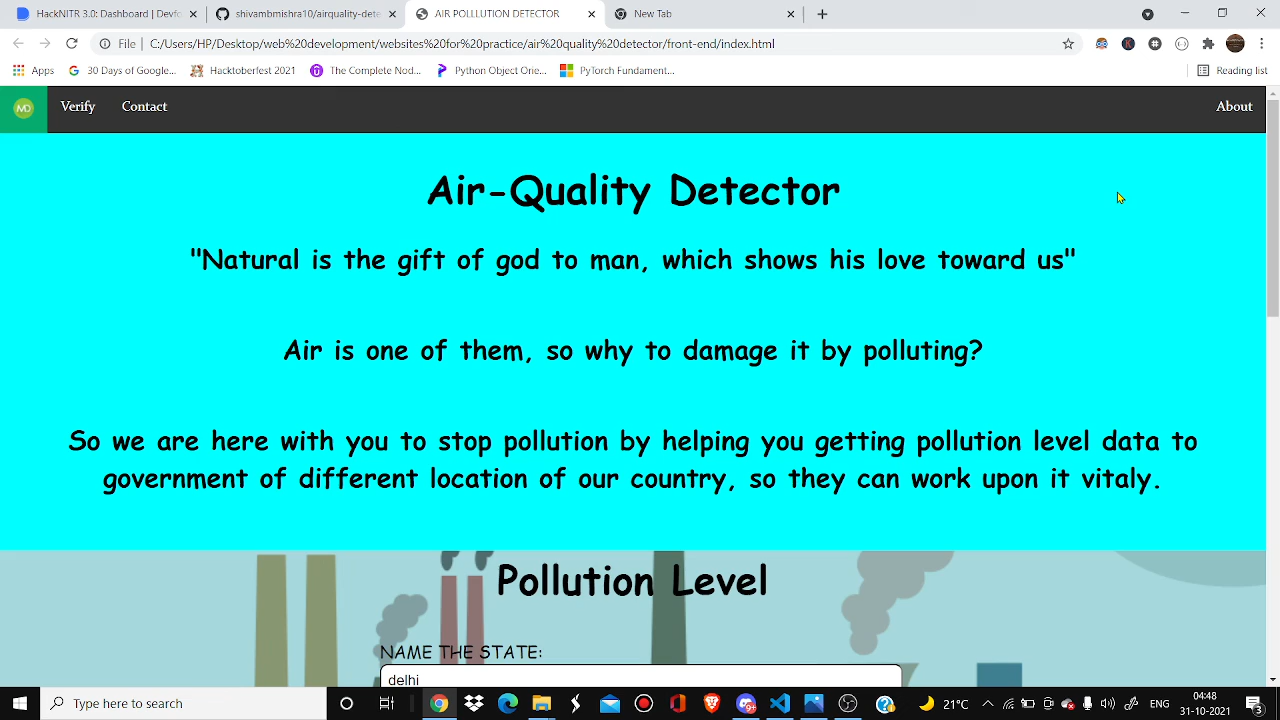 HackNITR 3.0: Dashboard | Devfo
shivambmishra10/airquality-dete
AIR POLLLUTION DETECTOR
New Tab
File
C:/Users/HP/Desktop/web%20development/websites%20for%20practice/air%20quality%20detector/front-end/index.html
Apps
30 Days of Google...
Hacktoberfest 2021
The Complete Nod...
Python Object Orie...
PyTorch Fundament...
Reading list
Verify
Contact
About
Air-Quality Detector
"Natural is the gift of god to man, which shows his love toward us"
Air is one of them, so why to damage it by polluting?
So we are here with you to stop pollution by helping you getting pollution level data to
government of different location of our country, so they can work upon it vitaly.
Pollution Level
NAME THE STATE:
delhi
Type here to search
21°C
ENG
04:48
31-10-2021
3